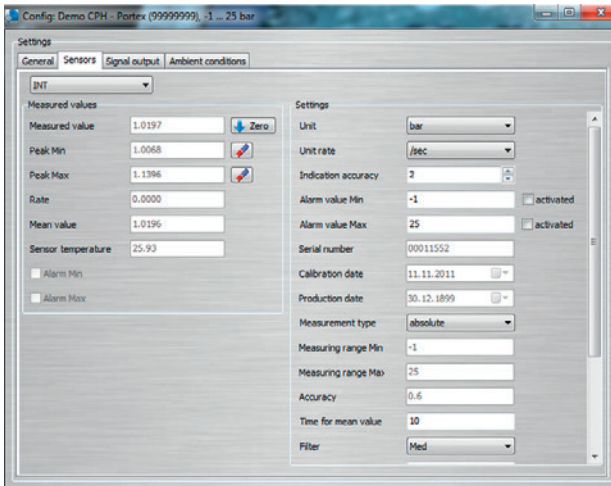 Config: Demo CPH - Portex (99999999), -1 ... 25 bar
Settings
General Sensors Signal output Ambient conditions
INT
Measured values
Measured value 1.0197 Zero
Peak Min 1.0068
Peak Max 1.1396
Rate 0.0000
Mean value 1.0196
Sensor temperature 25.93
Alarm Min
Alarm Max
Settings
Unit bar
Unit rate /sec
Indication accuracy 2
Alarm value Min -1 activated
Alarm value Max 25 activated
Serial number 00011552
Calibration date 11.11.2011
Production date 30.12.1899
Measurement type absolute
Measuring range Min -1
Measuring range Max 25
Accuracy 0.6
Time for mean value 10
Filter Med